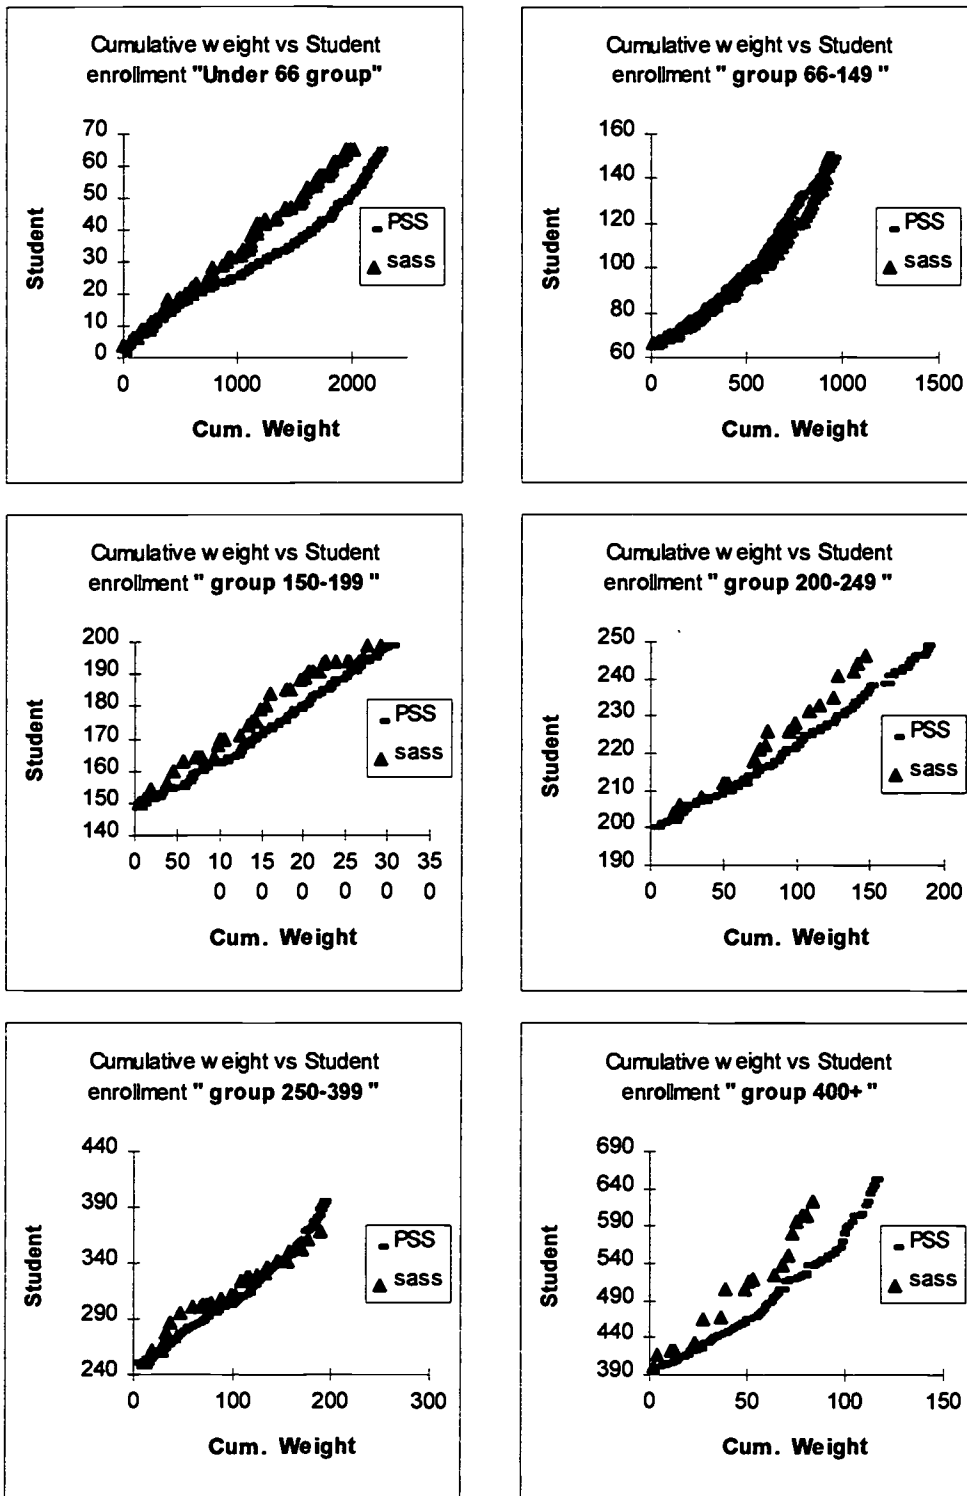 Cumulative weight vs Student
enrollment "Under 66 group"
70
60
50
40
30
20
10
0
0
1000
2000
Student
Cum. Weight
PSS
sass
Cumulative weight vs Student
enrollment " group 66-149 "
160
140
120
100
80
60
0
500
1000
1500
Student
Cum. Weight
PSS
sass
Cumulative weight vs Student
enrollment " group 150-199 "
200
190
180
170
160
150
140
0 50 10 15 20 25 30 35
0 0 0 0 0 0
Student
Cum. Weight
PSS
sass
Cumulative weight vs Student
enrollment " group 200-249 "
250
240
230
220
210
200
190
0 50 100 150 200
Student
Cum. Weight
PSS
sass
Cumulative weight vs Student
enrollment " group 250-399 "
440
390
340
290
240
0 100 200 300
Student
Cum. Weight
PSS
sass
Cumulative weight vs Student
enrollment " group 400+ "
690
640
590
540
490
440
390
0 50 100 150
Student
Cum. Weight
PSS
sass